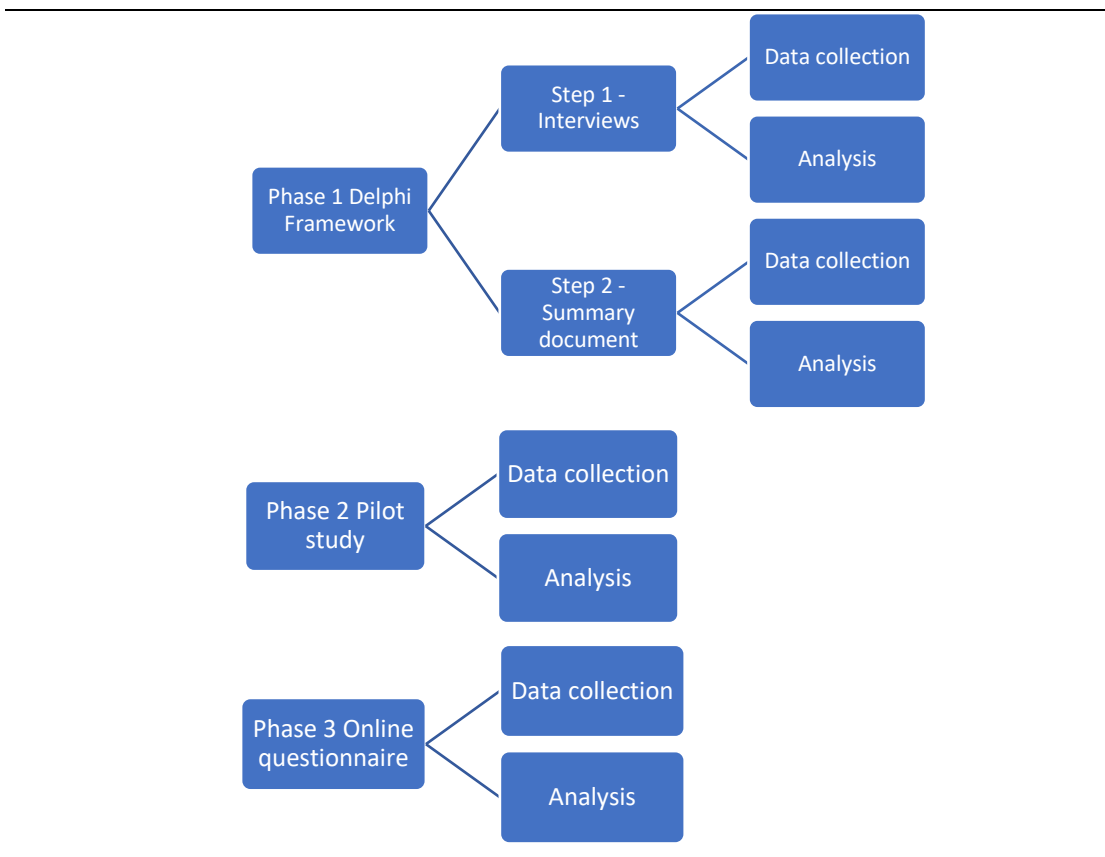 Phase 1 Delphi
Framework
Step 1 -
Interviews
Data collection
Analysis
Step 2 -
Summary
document
Data collection
Analysis
Phase 2 Pilot
study
Data collection
Analysis
Phase 3 Online
questionnaire
Data collection
Analysis